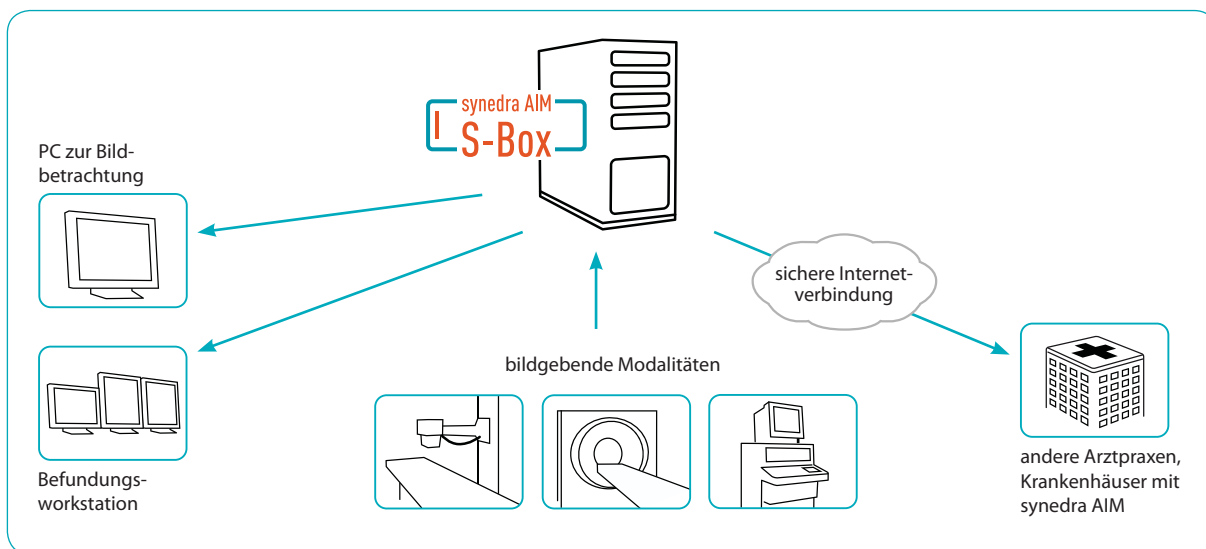 synedra AIM
S-Box
PC zur Bild-
betrachtung
sichere Internet-
verbindung
bildgebende Modalitäten
Befundungs-
workstation
andere Arztpraxen,
Krankenhäuser mit
synedra AIM